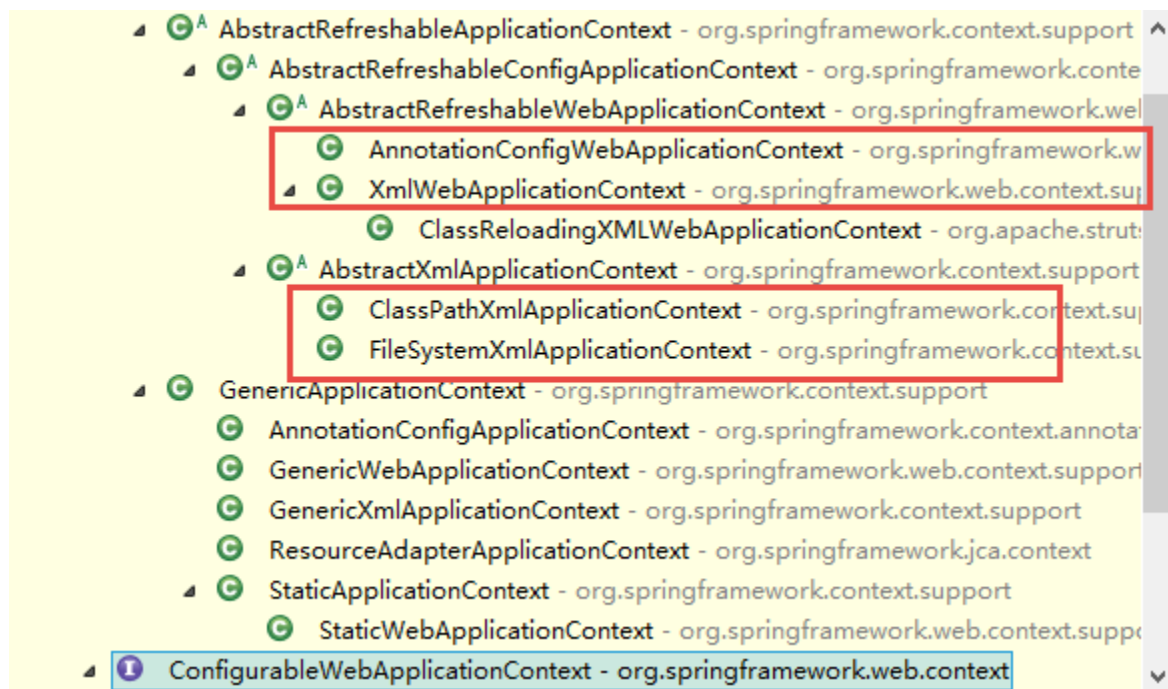 AbstractRefreshableApplicationContext - org.springframework.context.support
AbstractRefreshableConfigApplicationContext - org.springframework.conte
AbstractRefreshableWebApplicationContext - org.springframework.wel
AnnotationConfigWebApplicationContext - org.springframework.w
XmlWebApplicationContext - org.springframework.web.context.sup
ClassReloadingXMLWebApplicationContext - org.apache.struts
AbstractXmlApplicationContext - org.springframework.context.support
ClassPathXmlApplicationContext - org.springframework.context.sup
FileSystemXmlApplicationContext - org.springframework.context.su
GenericApplicationContext - org.springframework.context.support
AnnotationConfigApplicationContext - org.springframework.context.annota
GenericWebApplicationContext - org.springframework.web.context.support
GenericXmlApplicationContext - org.springframework.context.support
ResourceAdapterApplicationContext - org.springframework.jca.context
StaticApplicationContext - org.springframework.context.support
StaticWebApplicationContext - org.springframework.web.context.suppo
ConfigurableWebApplicationContext - org.springframework.web.context